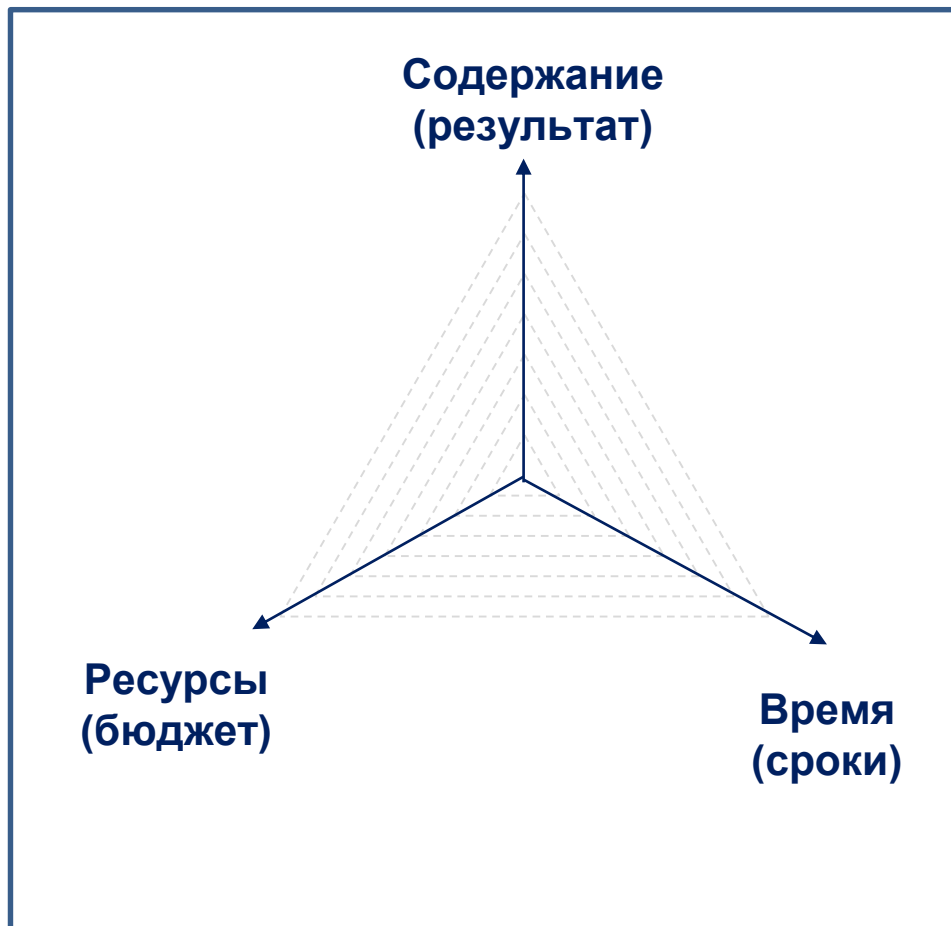 Содержание
(результат)
Ресурсы
(бюджет)
Время
(сроки)